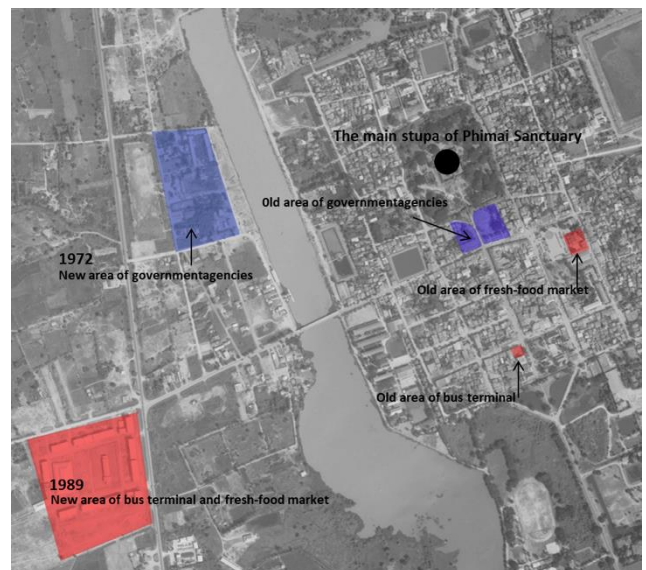 The main stupa of Phimai Sanctuary
0ld area of governmentagencies
1972
New area of governmentagencies
Old area of fresh-food market
Old area of bus terminal
1989
New area of bus terminal and fresh-food market